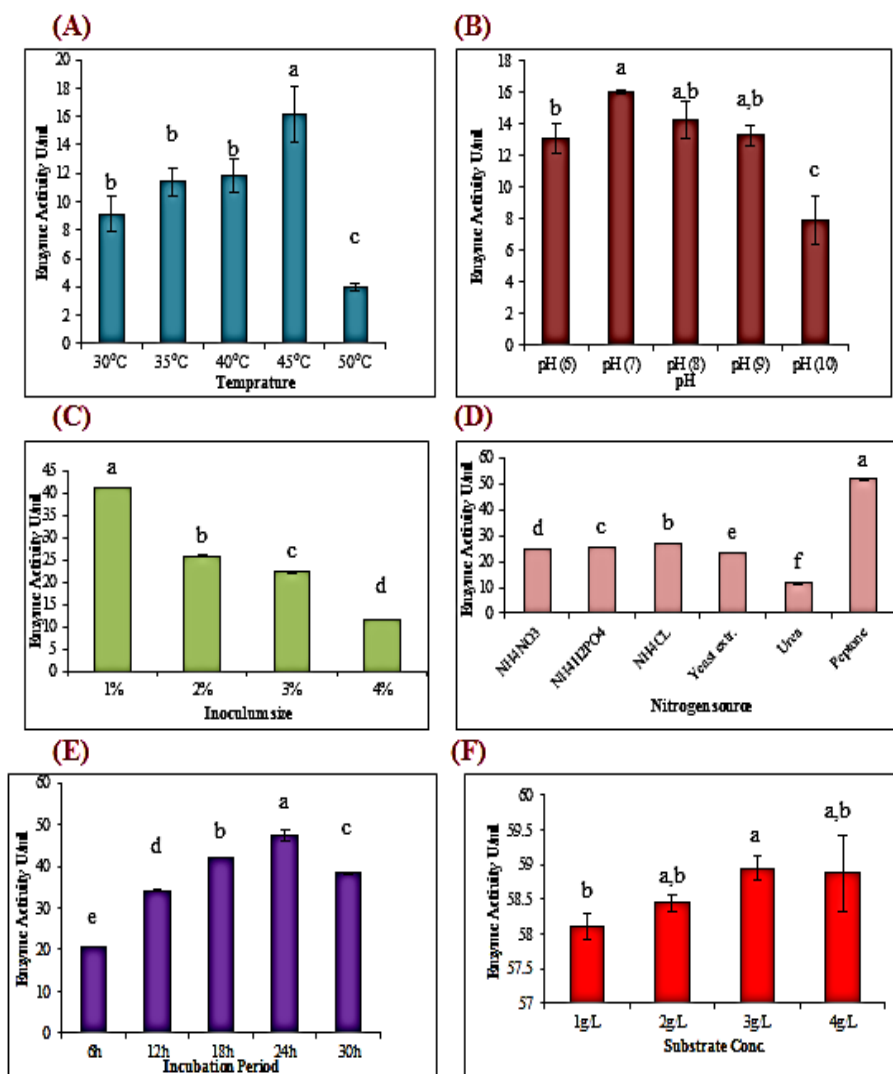 (A)
Enzyme Activity U/ml
20
18
16
14
12
10
8
6
4
2
0
b
b
b
a
c
30°C 35°C 40°C 45°C 50°C
Temprature
(B)
Enzyme Activity U/ml
18
16
14
12
10
8
6
4
2
0
b
a
a,b
a,b
c
pH (6) pH (7) pH (8) pH (9) pH (10)
pH
(C)
Enzyme Activity U/ml
45
40
35
30
25
20
15
10
5
0
a
b
c
d
1% 2% 3% 4%
Inoculum size
(D)
Enzyme Activity U/ml
60
50
40
30
20
10
0
d
c
b
e
f
a
NH4NO3
NH4H2PO4
NH4CL
Yeast extr.
Urea
Peptone
Nitrogen source
(E)
Enzyme Activity U/ml
60
50
40
30
20
10
0
e
d
b
a
c
6h 12h 18h 24h 30h
Incubation Period
(F)
Enzyme Activity U/ml
60
59.5
59
58.5
58
57.5
57
b
a,b
a
a,b
1g/L 2g/L 3g/L 4g/L
Substrate Conc.